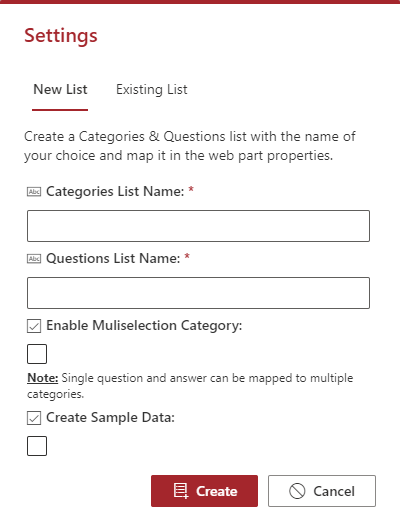 Settings
New List Existing List
Create a Categories & Questions list with the name of
your choice and map it in the web part properties.
Abc Categories List Name: *
Abc Questions List Name: *
Enable Muliselection Category:
Note: Single question and answer can be mapped to multiple
categories.
Create Sample Data:
Create Cancel